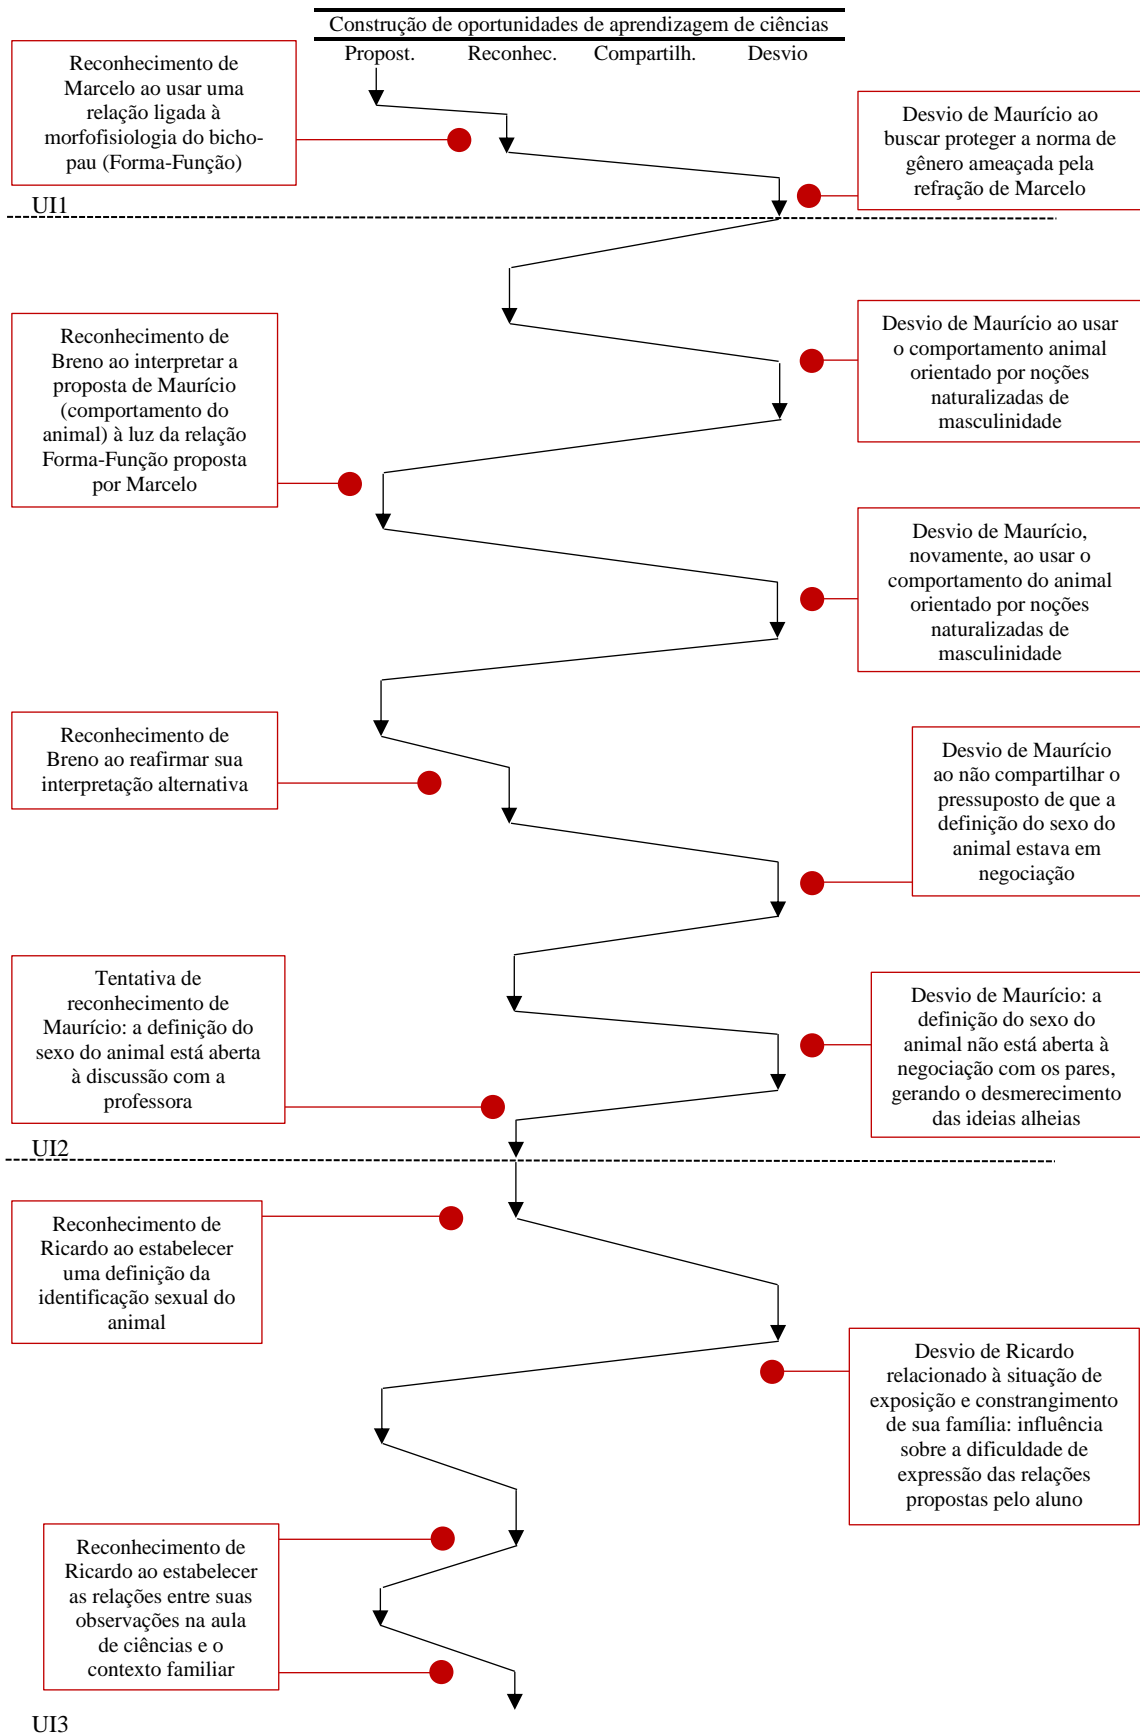 Construção de oportunidades de aprendizagem de ciências
Propost. Reconhec. Compartilh. Desvio
Reconhecimento de
Marcelo ao usar uma
relação ligada à
morfofisiologia do bicho-
pau (Forma-Função)
Desvio de Maurício ao
buscar proteger a norma de
gênero ameaçada pela
refração de Marcelo
UI1
Reconhecimento de
Breno ao interpretar a
proposta de Maurício
(comportamento do
animal) à luz da relação
Forma-Função proposta
por Marcelo
Desvio de Maurício ao usar
o comportamento animal
orientado por noções
naturalizadas de
masculinidade
Desvio de Maurício,
novamente, ao usar o
comportamento do animal
orientado por noções
naturalizadas de
masculinidade
Reconhecimento de
Breno ao reafirmar sua
interpretação alternativa
Desvio de Maurício
ao não compartilhar o
pressuposto de que a
definição do sexo do
animal estava em
negociação
Tentativa de
reconhecimento de
Maurício: a definição do
sexo do animal está aberta
à discussão com a
professora
Desvio de Maurício: a
definição do sexo do
animal não está aberta à
negociação com os pares,
gerando o desmerecimento
das ideias alheias
UI2
Reconhecimento de
Ricardo ao estabelecer
uma definição da
identificação sexual do
animal
Desvio de Ricardo
relacionado à situação de
exposição e constrangimento
de sua família: influência
sobre a dificuldade de
expressão das relações
propostas pelo aluno
Reconhecimento de
Ricardo ao estabelecer
as relações entre suas
observações na aula
de ciências e o
contexto familiar
UI3